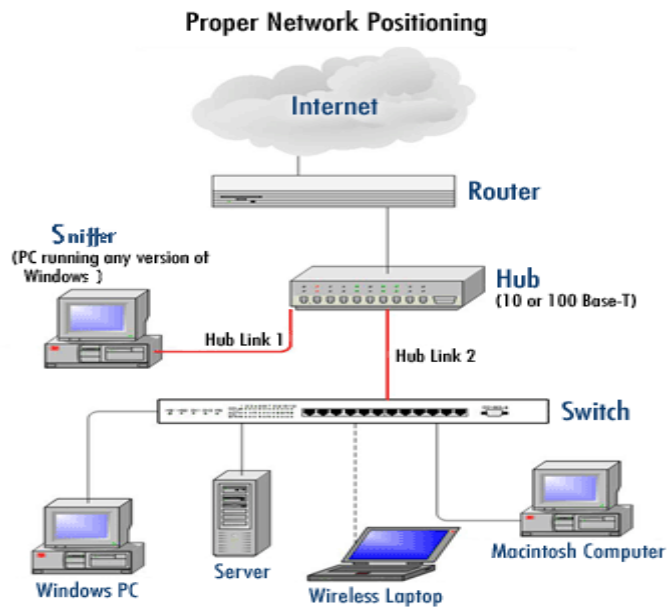 Proper Network Positioning
Internet
Router
Sniffer
(PC running any version of
Windows )
Hub
(10 or 100 Base-T)
Hub Link 1
Hub Link 2
Switch
Windows PC
Server
Wireless Laptop
Macintosh Computer